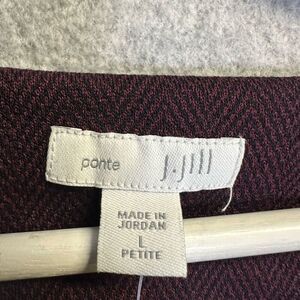 ponte J.Jill
MADE IN
JORDAN
L
PETITE